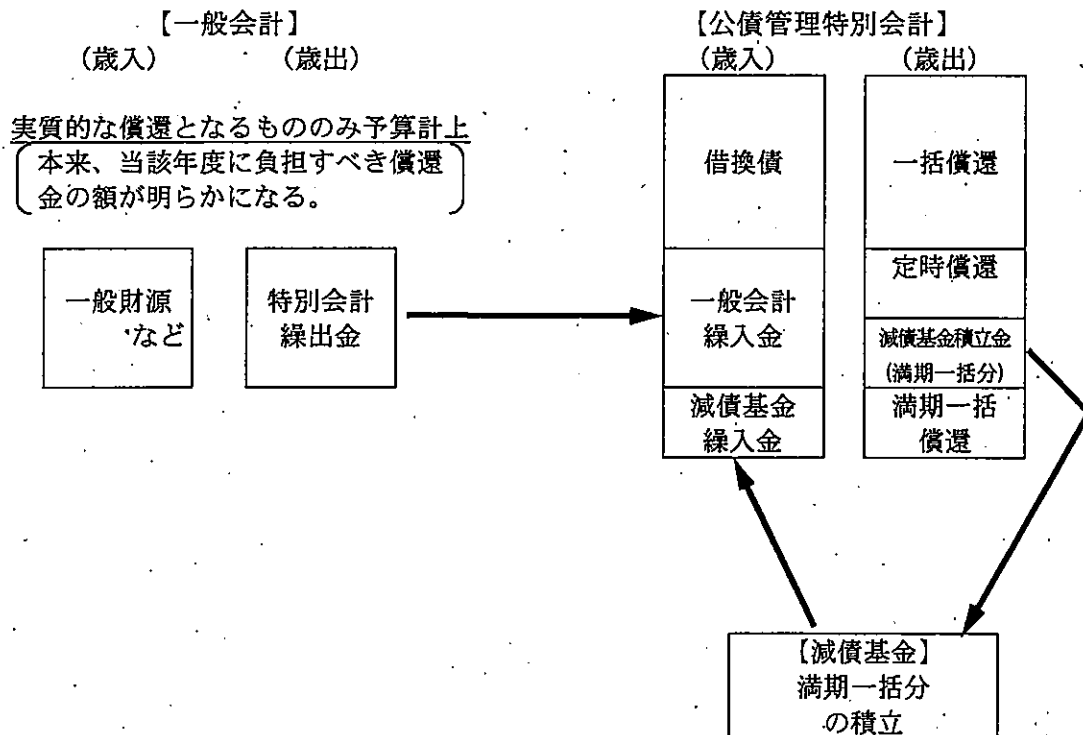 【一般会計】
(歳入)
(歳出)
実質的な償還となるもののみ予算計上
本来、当該年度に負担すべき償還
金の額が明らかになる。
一般財源
など
特別会計
繰出金
【公債管理特別会計】
(歳入)
(歳出)
借換債
一般会計
繰入金
減債基金
繰入金
一括償還
定時償還
減債基金積立金
(満期一括分)
満期一括
償還
【減債基金】
満期一括分
の積立